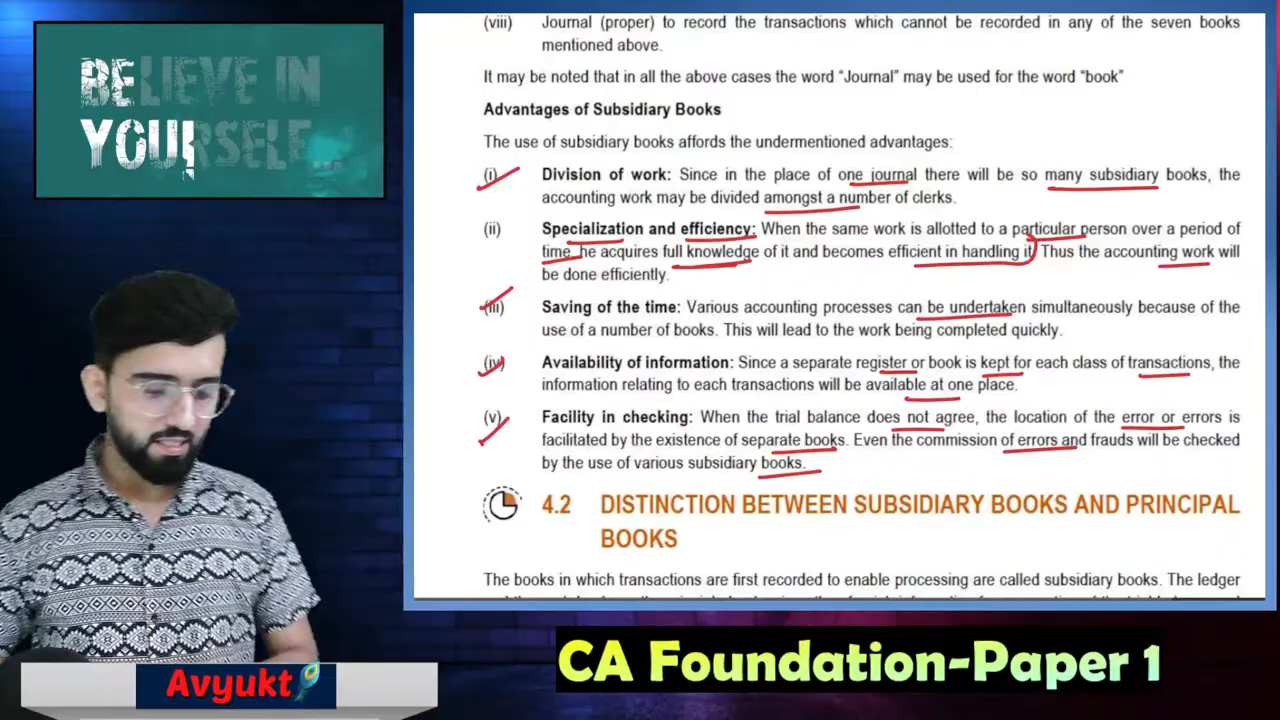 BELIEVE IN
YOURSELF...
(viii) Journal (proper) to record the transactions which cannot be recorded in any of the seven books
mentioned above.
It may be noted that in all the above cases the word “Journal” may be used for the word “book”
Advantages of Subsidiary Books
The use of subsidiary books affords the undermentioned advantages:
(i) Division of work: Since in the place of one journal there will be so many subsidiary books, the
accounting work may be divided amongst a number of clerks.
(ii) Specialization and efficiency: When the same work is allotted to a particular person over a period of
time, he acquires full knowledge of it and becomes efficient in handling it. Thus the accounting work will
be done efficiently.
(iii) Saving of the time: Various accounting processes can be undertaken simultaneously because of the
use of a number of books. This will lead to the work being completed quickly.
(iv) Availability of information: Since a separate register or book is kept for each class of transactions, the
information relating to each transactions will be available at one place.
(v) Facility in checking: When the trial balance does not agree, the location of the error or errors is
facilitated by the existence of separate books. Even the commission of errors and frauds will be checked
by the use of various subsidiary books.
4.2 DISTINCTION BETWEEN SUBSIDIARY BOOKS AND PRINCIPAL
BOOKS
The books in which transactions are first recorded to enable processing are called subsidiary books. The ledger
CA Foundation-Paper 1
Avyukt